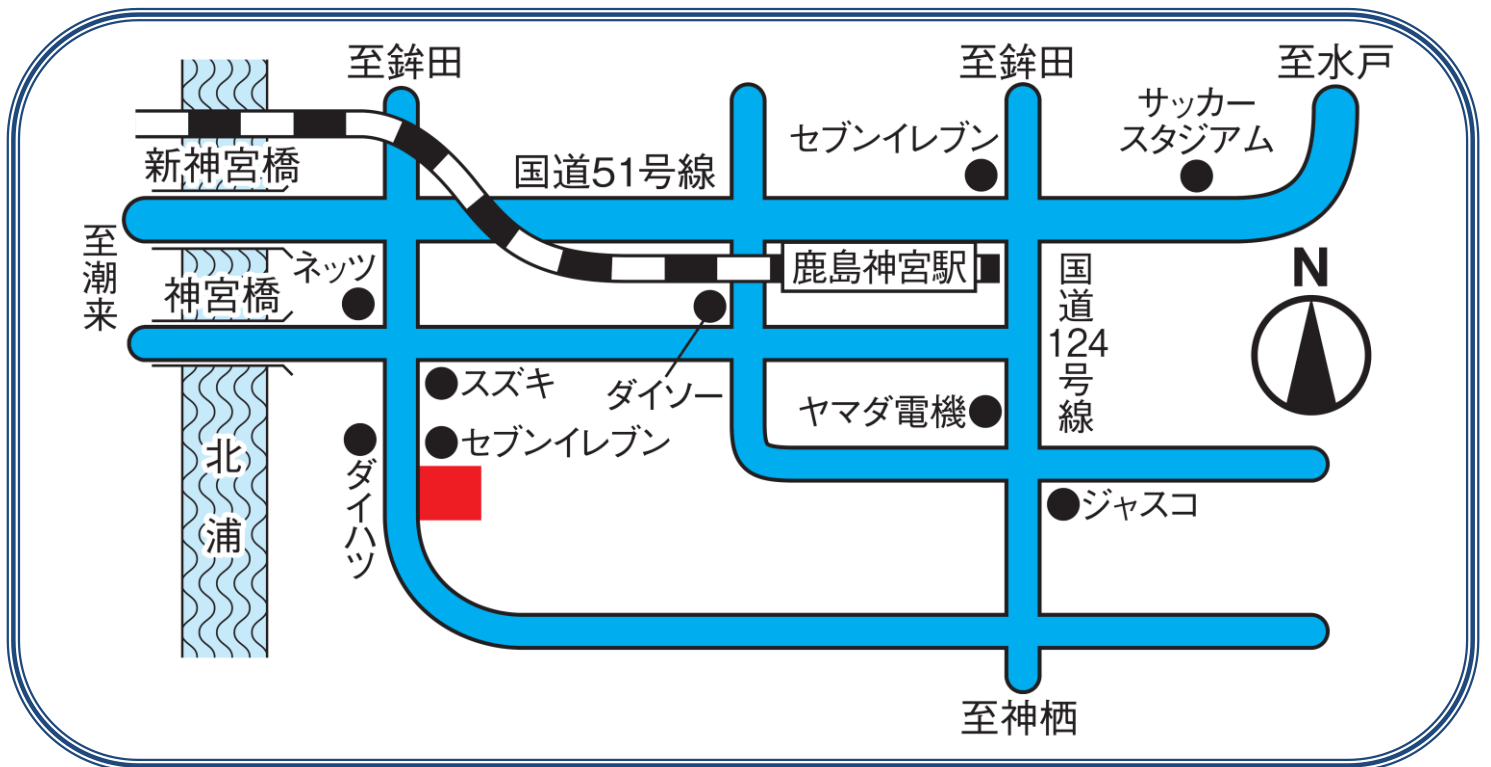 至鉾田
至鉾田
至水戸
サッカー
スタジアム
セブンイレブン
新神宮橋
国道51号線
至潮来
ネッツ
鹿島神宮駅
国道124号線
N
神宮橋
スズキ
ダイソー
ヤマダ電機
セブンイレブン
北浦
ダイハツ
ジャスコ
至神栖